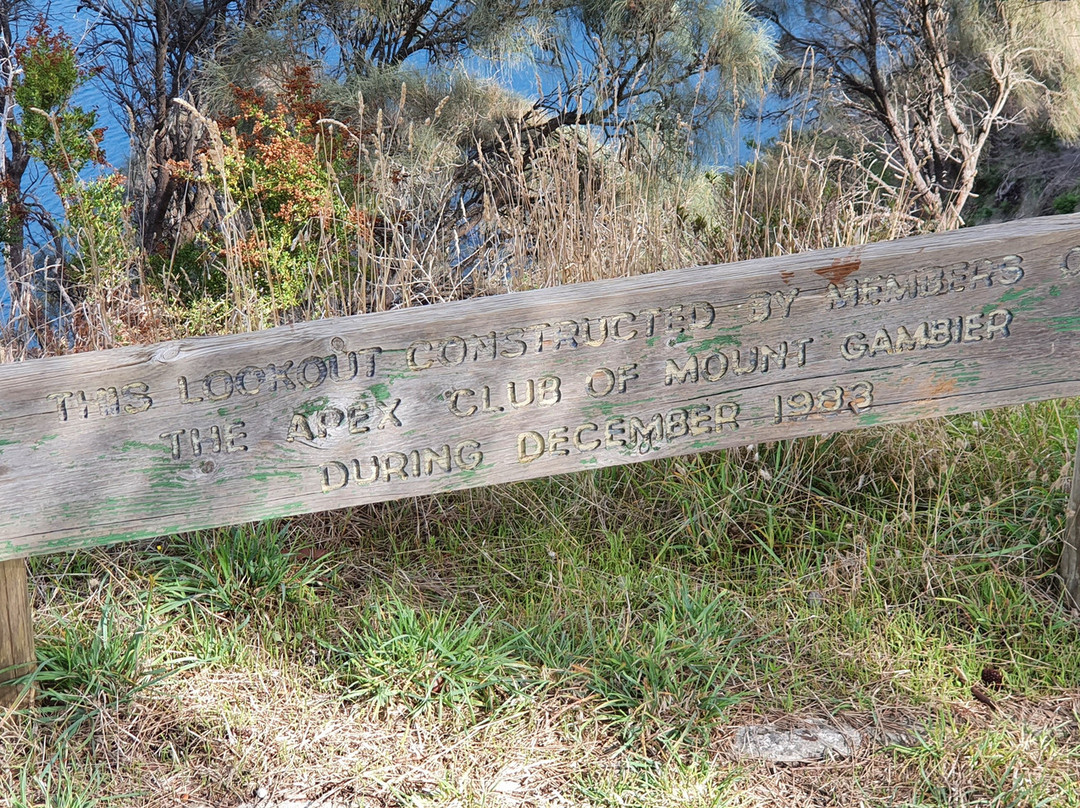 THIS LOOKOUT CONSTRUCTED BY MEMBERS
THE APEX CLUB OF MOUNT GAMBIER
DURING DECEMBER 1983